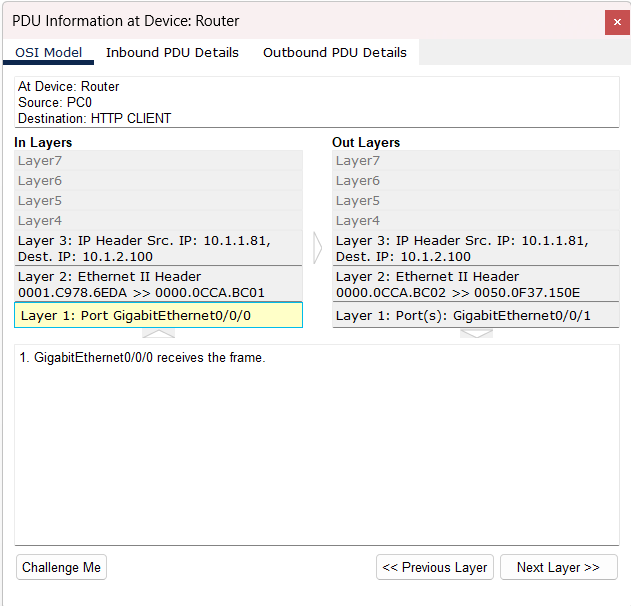 PDU Information at Device: Router
×
OSI Model Inbound PDU Details Outbound PDU Details
At Device: Router
Source: PC0
Destination: HTTP CLIENT
In Layers
Layer7
Layer6
Layer5
Layer4
Layer 3: IP Header Src. IP: 10.1.1.81,
Dest. IP: 10.1.2.100
Layer 2: Ethernet II Header
0001.C978.6EDA >> 0000.0CCA.BC01
Layer 1: Port GigabitEthernet0/0/0
Out Layers
Layer7
Layer6
Layer5
Layer4
Layer 3: IP Header Src. IP: 10.1.1.81,
Dest. IP: 10.1.2.100
Layer 2: Ethernet II Header
0000.0CCA.BC02 >> 0050.0F37.150E
Layer 1: Port(s): GigabitEthernet0/0/1
1. GigabitEthernet0/0/0 receives the frame.
Challenge Me << Previous Layer Next Layer >>